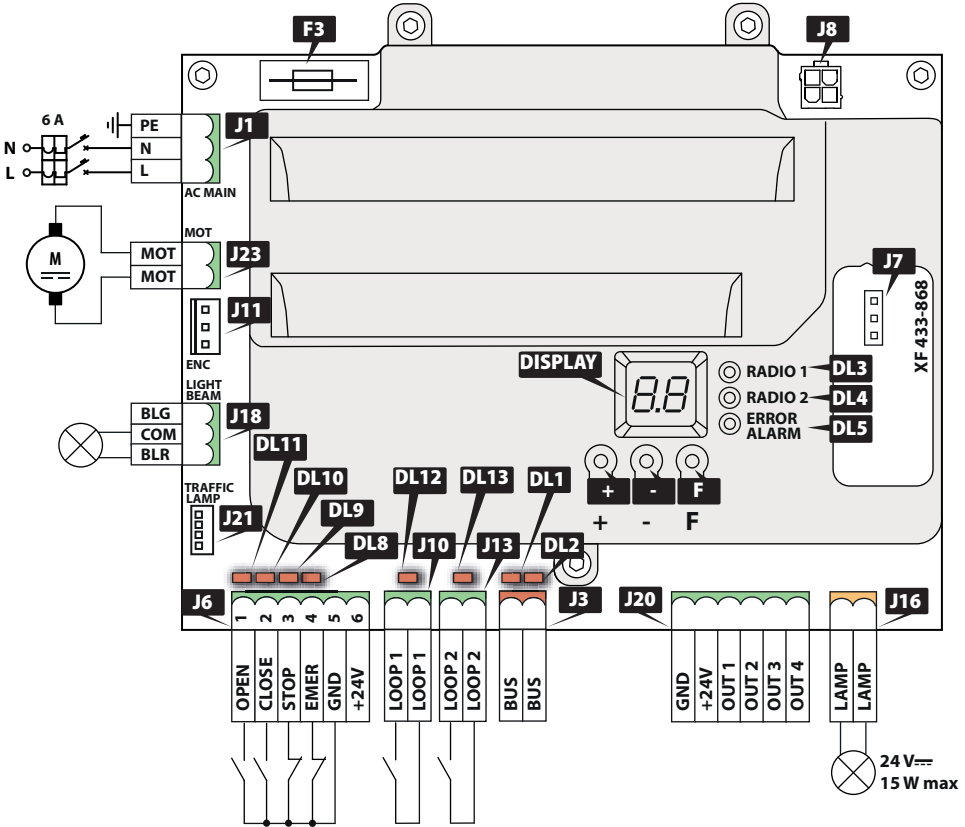 F3
J8
6 A
PE
J1
N
N
L
L
AC MAIN
MOT
MOT
J23
M
MOT
J7
J11
XF 433-868
ENC
DISPLAY
8.8
RADIO 1
DL3
LIGHT
BEAM
RADIO 2
DL4
BLG
J18
ERROR
ALARM
DL5
COM
DL11
BLR
DL10
DL12
DL13
DL1
+
-
F
TRAFFIC
LAMP
DL9
J21
+
-
F
DL8
J10
J13
DL2
J6
J3
J20
J16
1
2
3
4
5
6
OPEN
CLOSE
STOP
EMER
GND
+24V
LOOP 1
LOOP 1
LOOP 2
LOOP 2
BUS
BUS
GND
+24V
OUT 1
OUT 2
OUT 3
OUT 4
LAMP
LAMP
24 V
15 W max